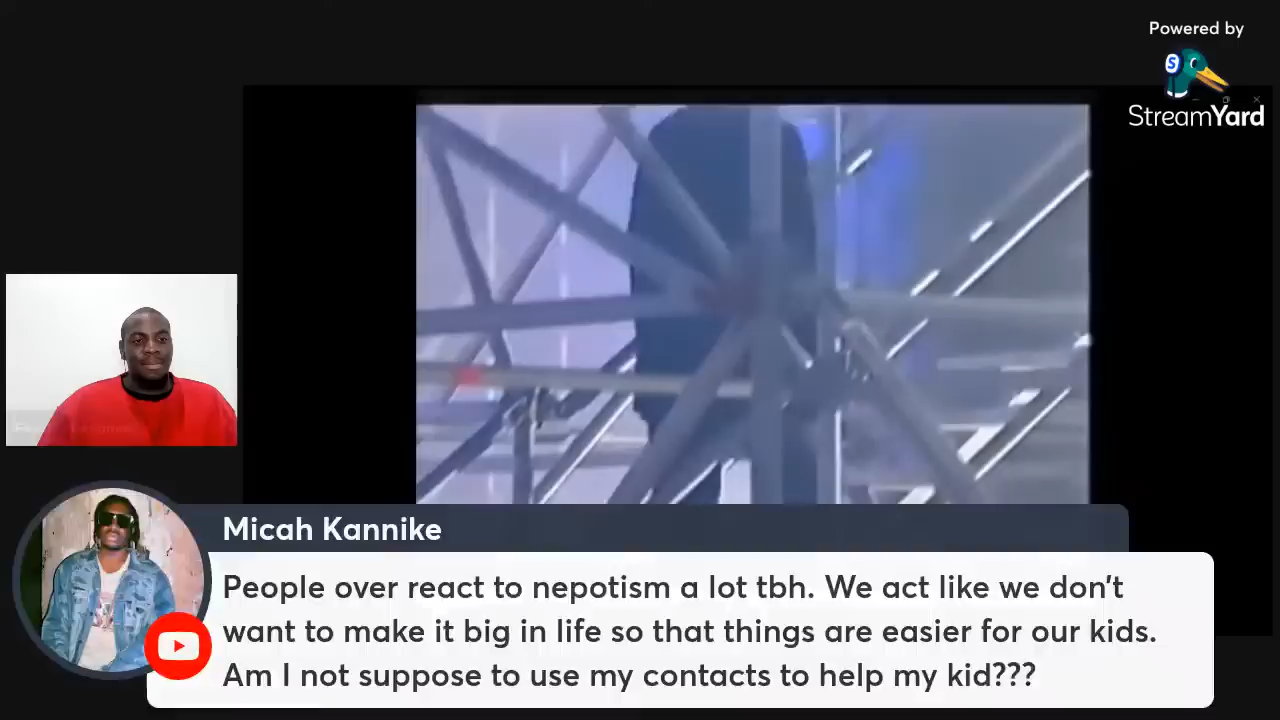 Powered by
StreamYard
Micah Kannike
People over react to nepotism a lot tbh. We act like we don't
want to make it big in life so that things are easier for our kids.
Am I not suppose to use my contacts to help my kid???